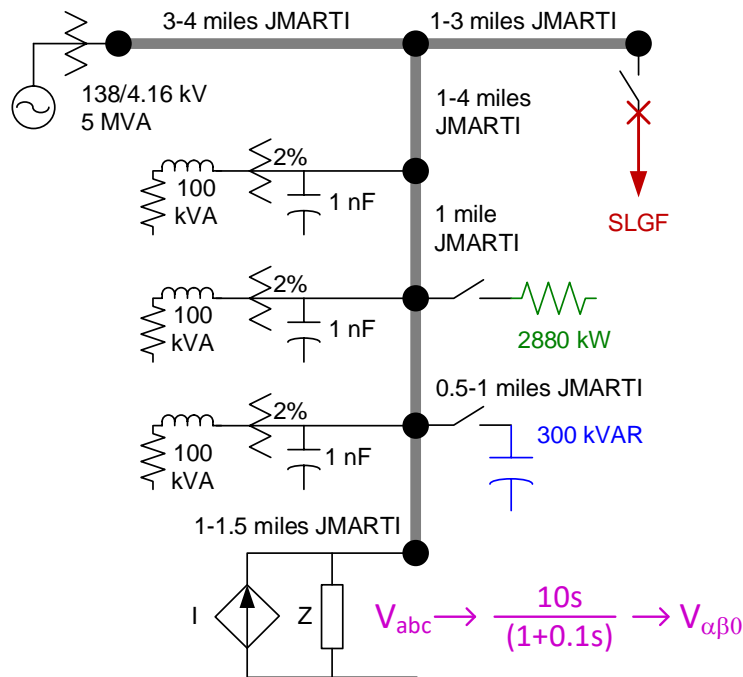 3-4 miles JMARTI
1-3 miles JMARTI
138/4.16 kV
5 MVA
1-4 miles
JMARTI
2%
100
kVA
1 nF
SLGF
1 mile
JMARTI
2%
100
kVA
1 nF
2880 kW
0.5-1 miles JMARTI
2%
100
kVA
1 nF
300 kVAR
1-1.5 miles JMARTI
I
Z
Vabc → 10s/(1+0.1s) → Vαβ0